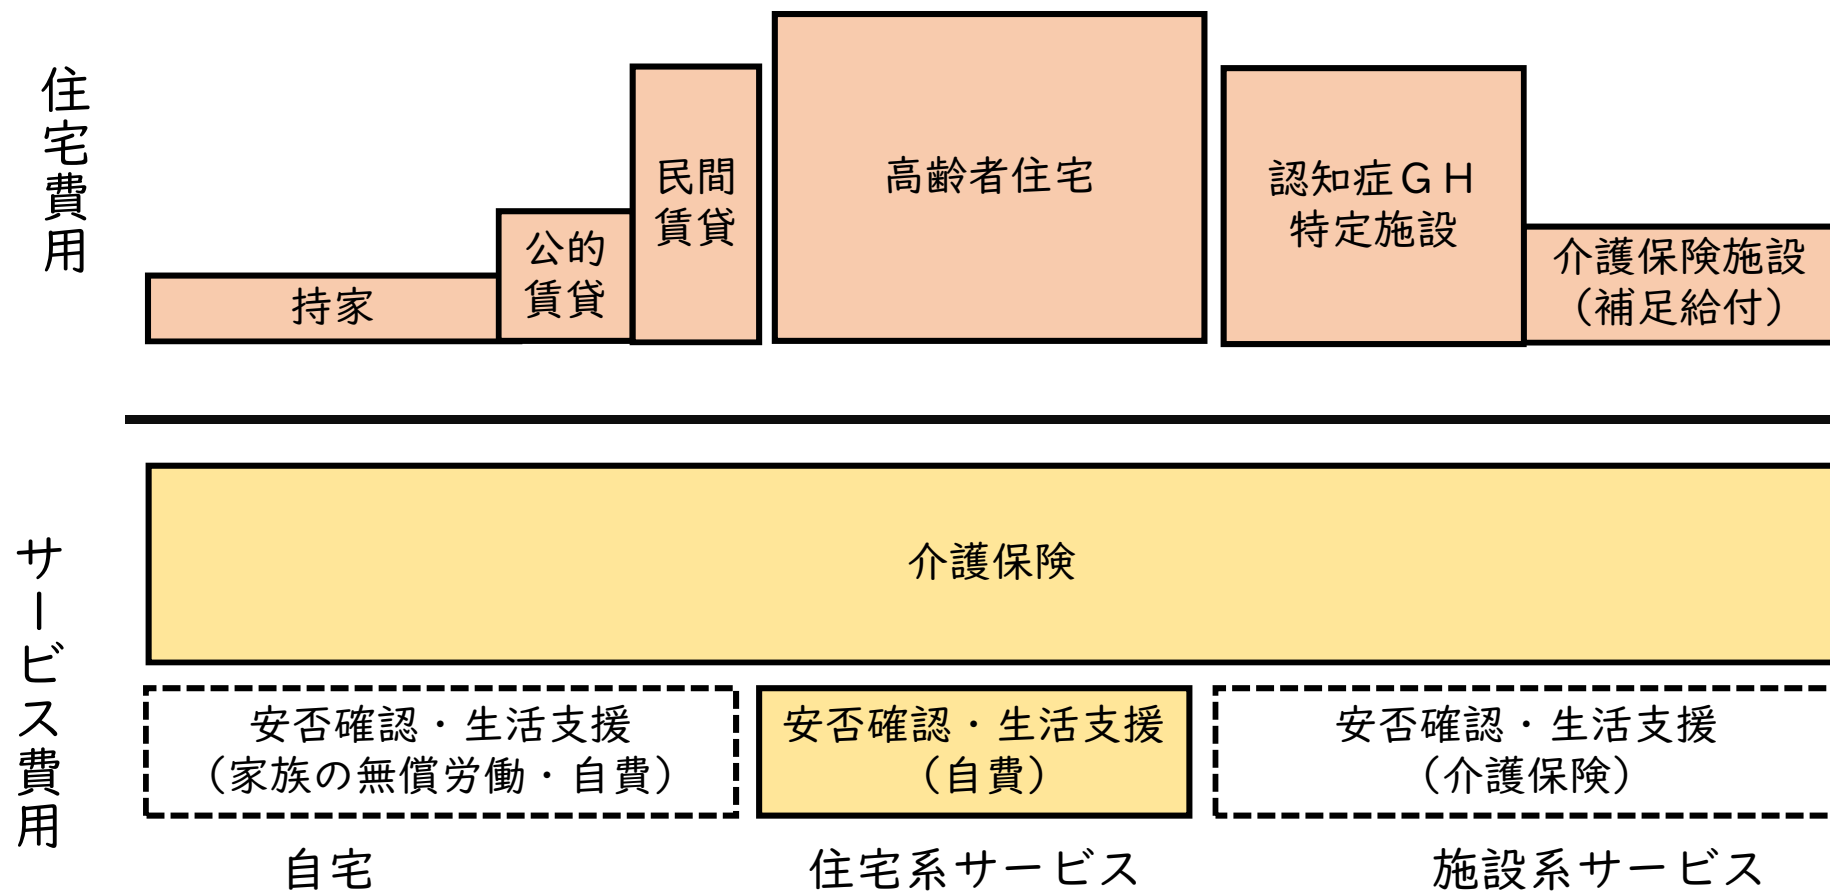 住宅費用
持家
公的
賃貸
民間
賃貸
高齢者住宅
認知症GH
特定施設
介護保険施設
（補足給付）
サービス費用
介護保険
安否確認・生活支援
（家族の無償労働・自費）
安否確認・生活支援
（自費）
安否確認・生活支援
（介護保険）
自宅
住宅系サービス
施設系サービス